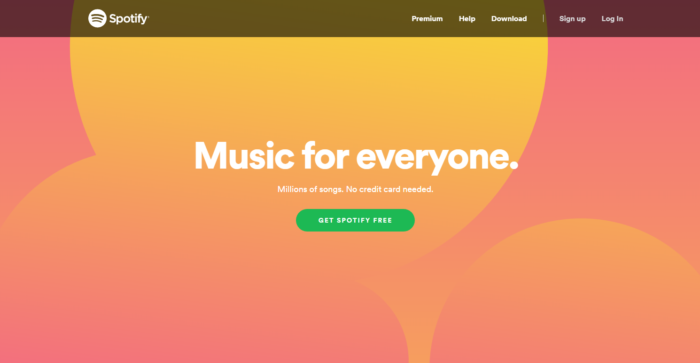 Spotify
Premium
Help
Download
Sign up
Log In
Music for everyone.
Millions of songs. No credit card needed.
GET SPOTIFY FREE